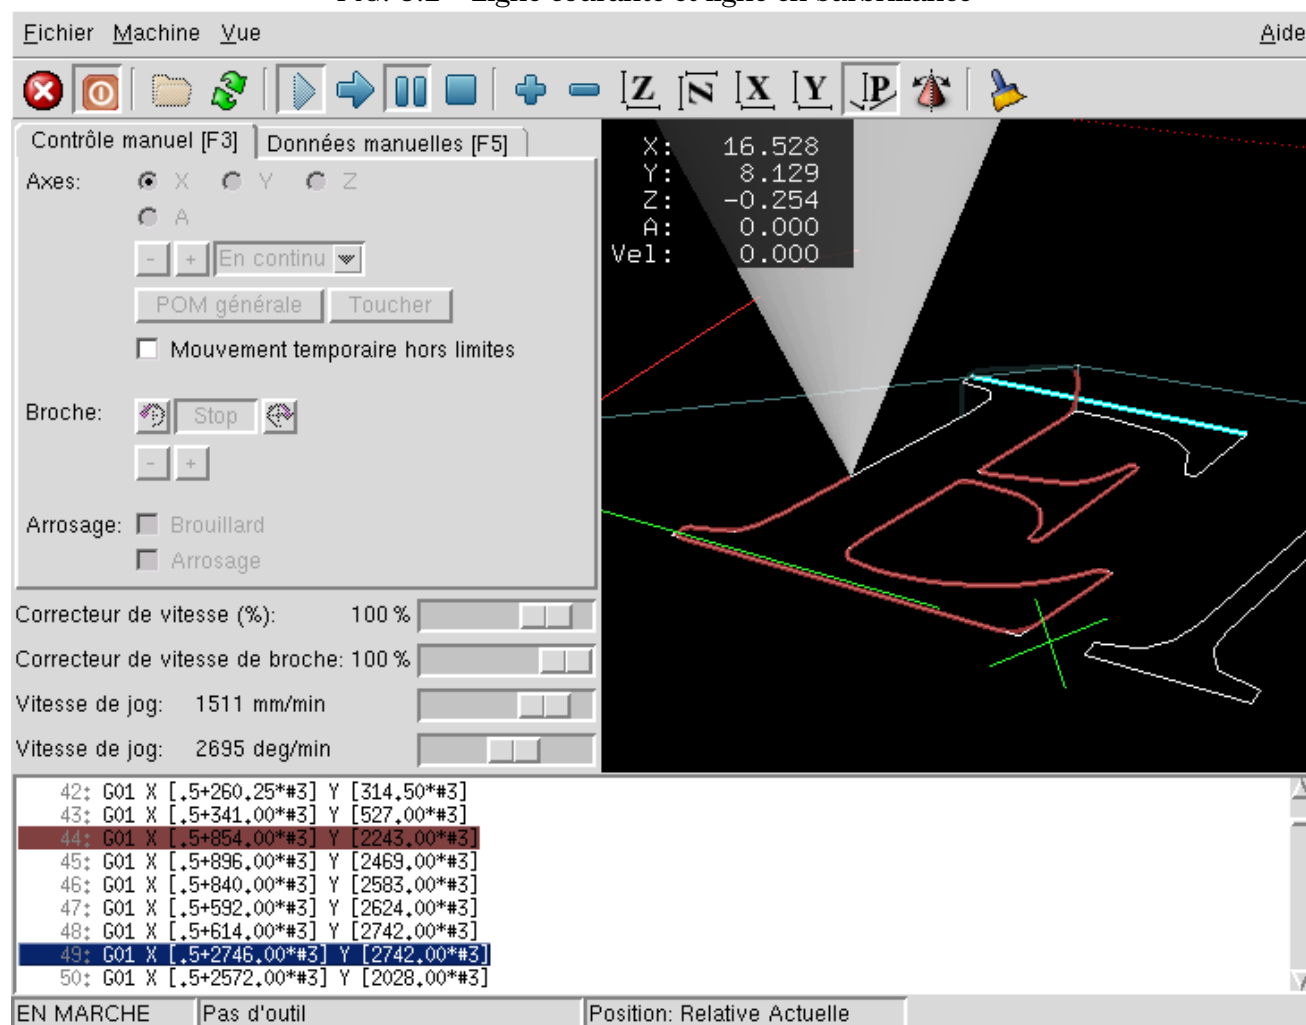 Fichier Machine Vue Aide
Z N X Y P
Contrôle manuel [F3] Données manuelles [F5]
Axes: X Y Z
A
- + En continu
POM générale Toucher
Mouvement temporaire hors limites
Broche: Stop
- +
Arrosage: Brouillard
Arrosage
Correcteur de vitesse (%): 100 %
Correcteur de vitesse de broche: 100 %
Vitesse de jog: 1511 mm/min
Vitesse de jog: 2695 deg/min
X: 16.528
Y: 8.129
Z: -0.254
A: 0.000
Vel: 0.000
42: G01 X [.5+260.25*#3] Y [314.50*#3]
43: G01 X [.5+341.00*#3] Y [527.00*#3]
44: G01 X [.5+854.00*#3] Y [2243.00*#3]
45: G01 X [.5+896.00*#3] Y [2469.00*#3]
46: G01 X [.5+840.00*#3] Y [2583.00*#3]
47: G01 X [.5+592.00*#3] Y [2624.00*#3]
48: G01 X [.5+614.00*#3] Y [2742.00*#3]
49: G01 X [.5+2746.00*#3] Y [2742.00*#3]
50: G01 X [.5+2572.00*#3] Y [2028.00*#3]
EN MARCHE Pas d'outil Position: Relative Actuelle